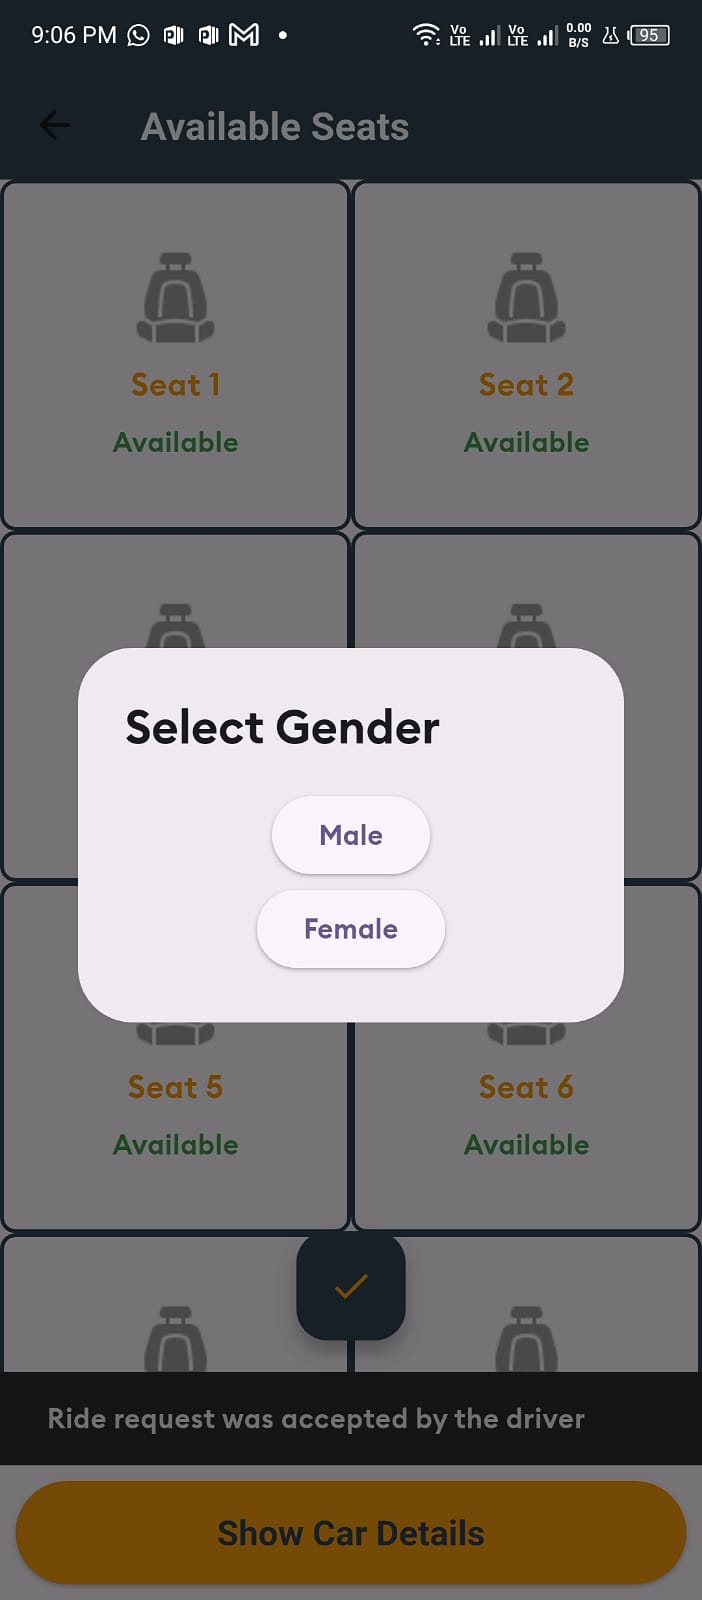 9:06 PM
Vo LTE Vo LTE 0.00 B/S 95
Available Seats
Seat 1 Seat 2
Available Available
Select Gender
Male
Female
Seat 5 Seat 6
Available Available
Ride request was accepted by the driver
Show Car Details